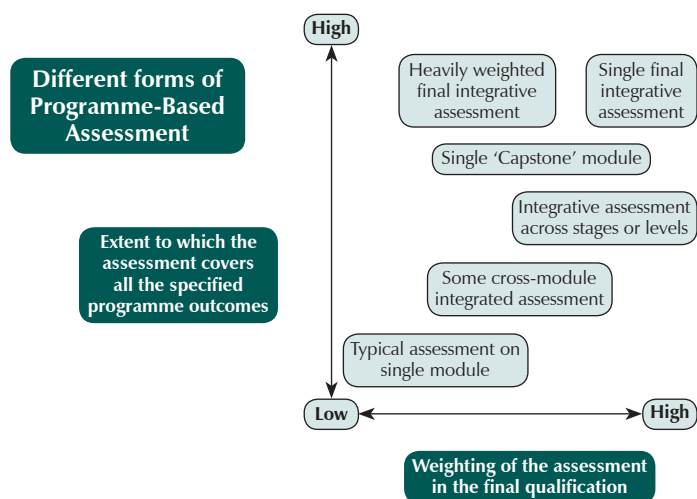 High
Different forms of
Programme-Based
Assessment
Heavily weighted
final integrative
assessment
Single final
integrative
assessment
Single ‘Capstone’ module
Integrative assessment
across stages or levels
Extent to which the
assessment covers
all the specified
programme outcomes
Some cross-module
integrated assessment
Typical assessment on
single module
Low
High
Weighting of the assessment
in the final qualification